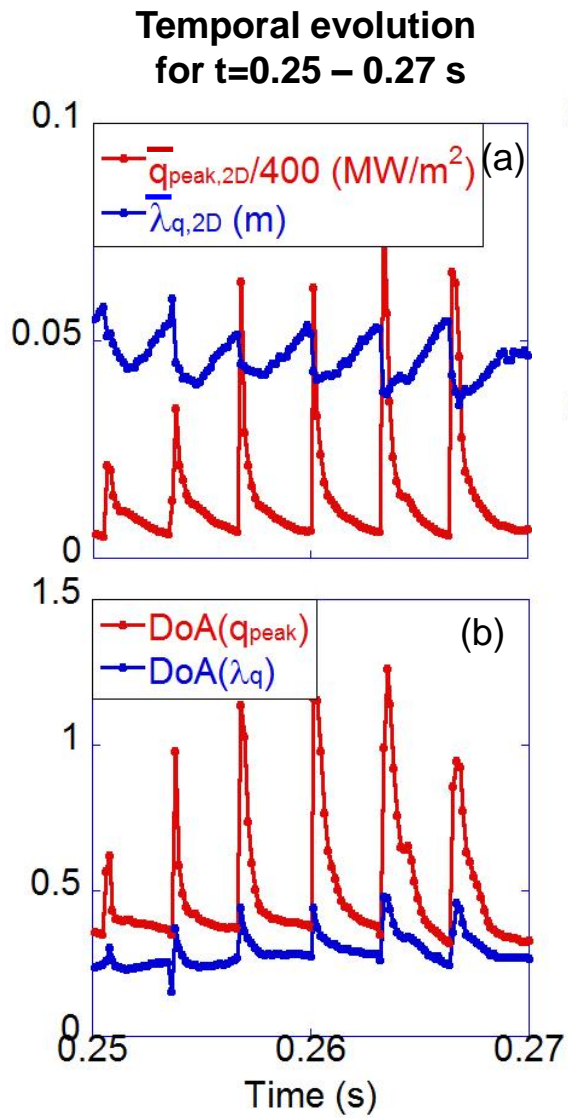 Temporal evolution
for t=0.25 – 0.27 s
0.1
q̅peak,2D/400 (MW/m²)
(a)
λ̅q,2D (m)
0.05
0
1.5
DoA(qpeak)
(b)
DoA(λq)
1
0.5
0
0.25 0.26 0.27
Time (s)